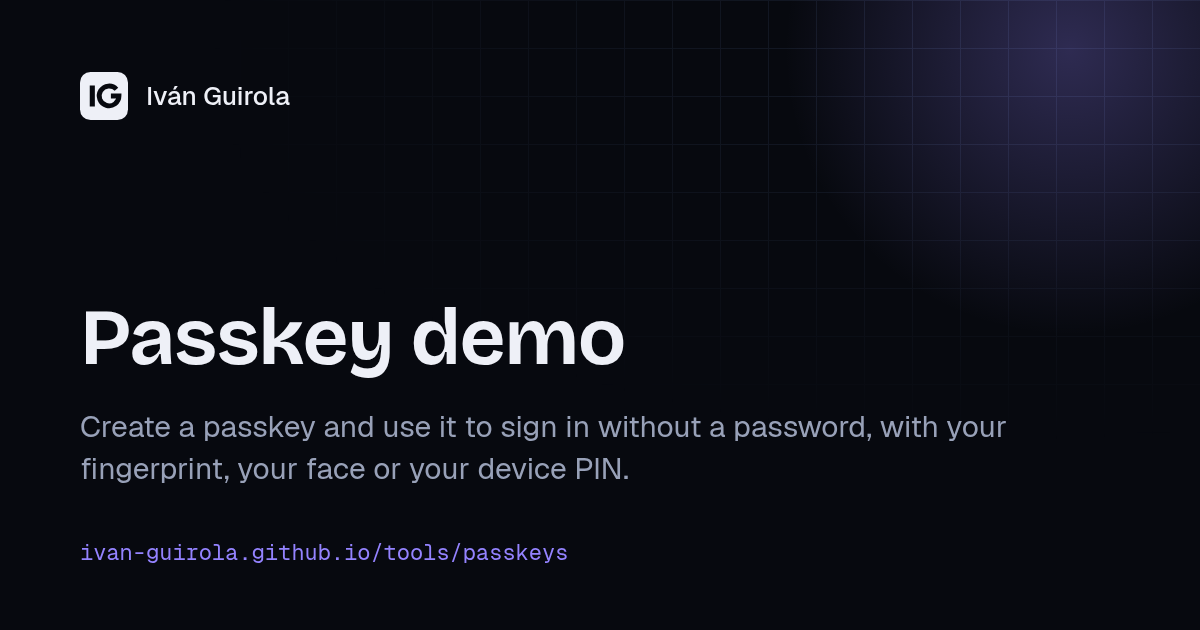 IG
Iván Guirola
Passkey demo
Create a passkey and use it to sign in without a password, with your
fingerprint, your face or your device PIN.
ivan-guirola.github.io/tools/passkeys